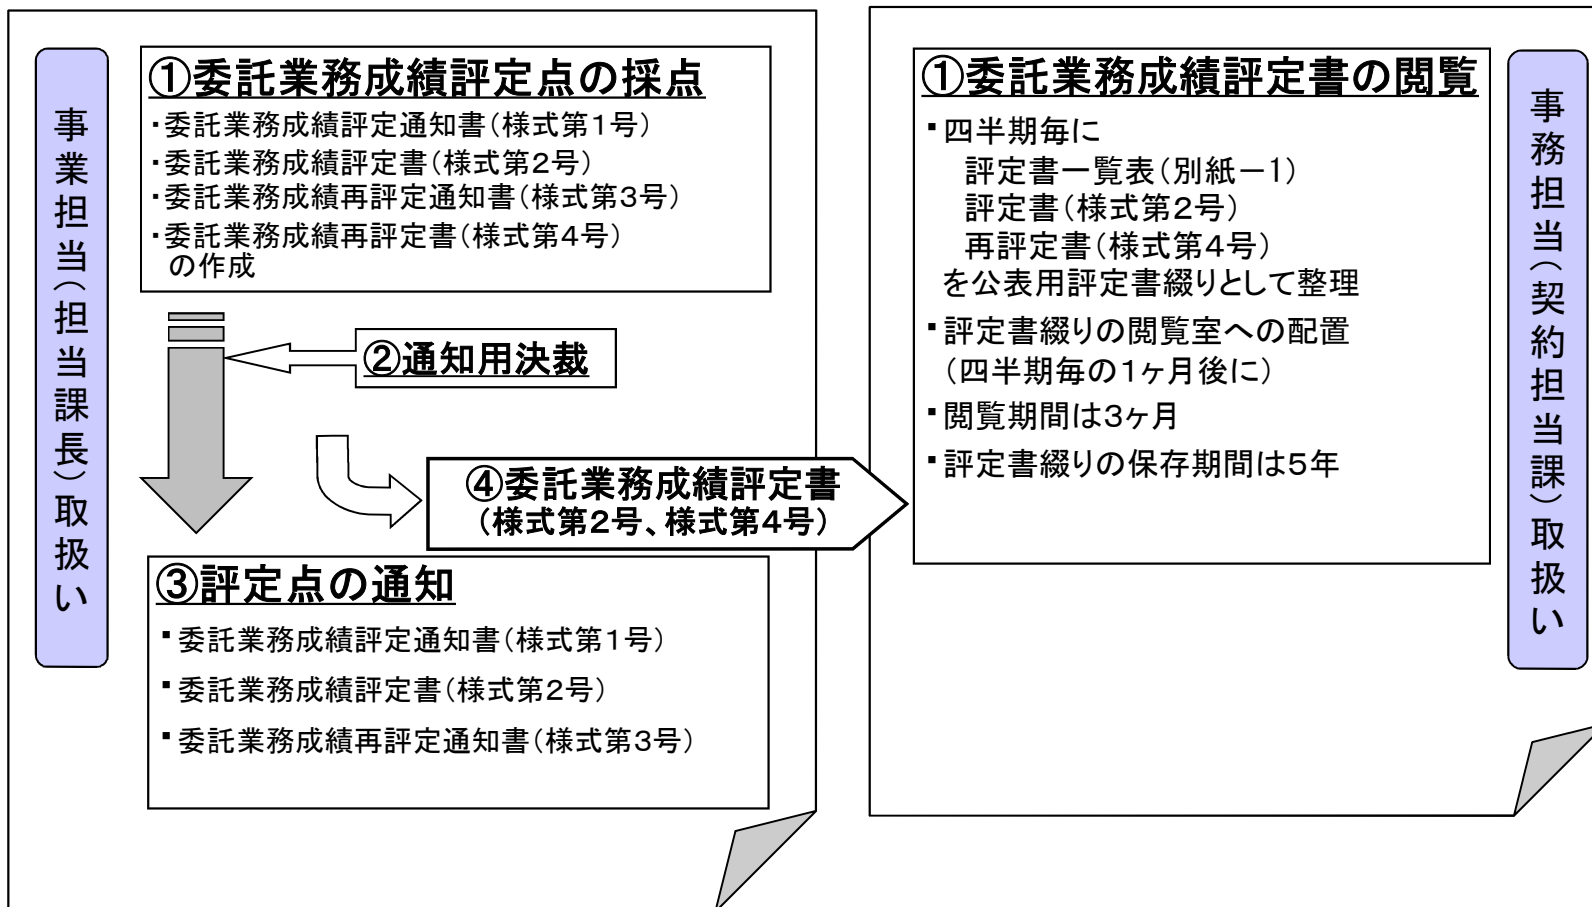 事業担当（担当課長）取扱い
①委託業務成績評定点の採点
・委託業務成績評定通知書（様式第１号）
・委託業務成績評定書（様式第２号）
・委託業務成績再評定通知書（様式第３号）
・委託業務成績再評定書（様式第４号）
の作成
②通知用決裁
④委託業務成績評定書
（様式第２号、様式第４号）
③評定点の通知
▪委託業務成績評定通知書（様式第１号）
▪委託業務成績評定書（様式第２号）
▪委託業務成績再評定通知書（様式第３号）
①委託業務成績評定書の閲覧
▪四半期毎に
評定書一覧表（別紙－１）
評定書（様式第２号）
再評定書（様式第４号）
を公表用評定書綴りとして整理
▪評定書綴りの閲覧室への配置
（四半期毎の１ヶ月後に）
▪閲覧期間は３ヶ月
▪評定書綴りの保存期間は５年
事務担当（契約担当課）取扱い